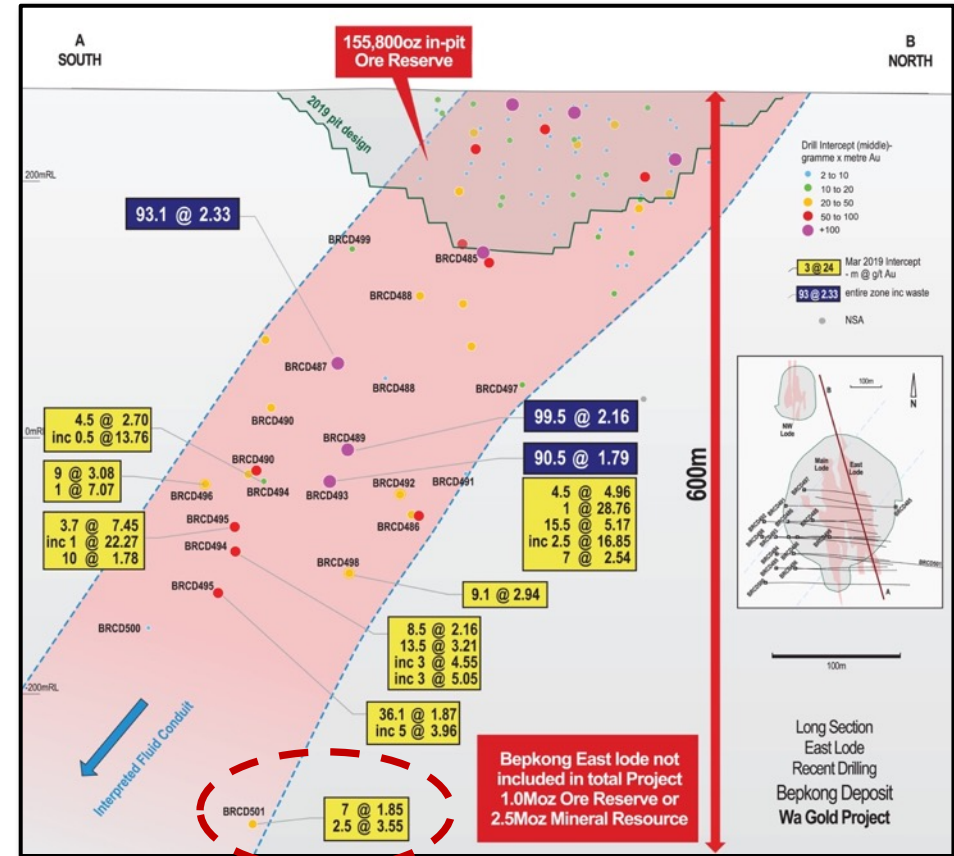 A
SOUTH
155,800oz in-pit
Ore Reserve
B
NORTH
2019 pit design
200mRL
Drill Intercept (middle)-
gramme x metre Au
2 to 10
10 to 20
20 to 50
50 to 100
+100
3 @ 24
Mar 2019 Intercept
- m @ g/t Au
93 @ 2.33
entire zone inc waste
NSA
93.1 @ 2.33
BRCD499
BRCD485
BRCD488
BRCD487
BRCD488
BRCD497
BRCD490
4.5 @ 2.70
inc 0.5 @13.76
0mRL
BRCD489
99.5 @ 2.16
90.5 @ 1.79
9 @ 3.08
1 @ 7.07
BRCD490
BRCD494
BRCD496
BRCD493
BRCD492
BRCD491
4.5 @ 4.96
1 @ 28.76
15.5 @ 5.17
inc 2.5 @ 16.85
7 @ 2.54
600m
3.7 @ 7.45
inc 1 @ 22.27
10 @ 1.78
BRCD495
BRCD494
BRCD486
BRCD498
BRCD495
9.1 @ 2.94
BRCD500
8.5 @ 2.16
13.5 @ 3.21
inc 3 @ 4.55
inc 3 @ 5.05
-200mRL
36.1 @ 1.87
inc 5 @ 3.96
Interpreted Fluid Conduit
BRCD501
7 @ 1.85
2.5 @ 3.55
Bepkong East lode not
included in total Project
1.0Moz Ore Reserve or
2.5Moz Mineral Resource
100m
N
B
NW
Lode
Main
Lode
East
Lode
BRCD501
A
100m
Long Section
East Lode
Recent Drilling
Bepkong Deposit
Wa Gold Project